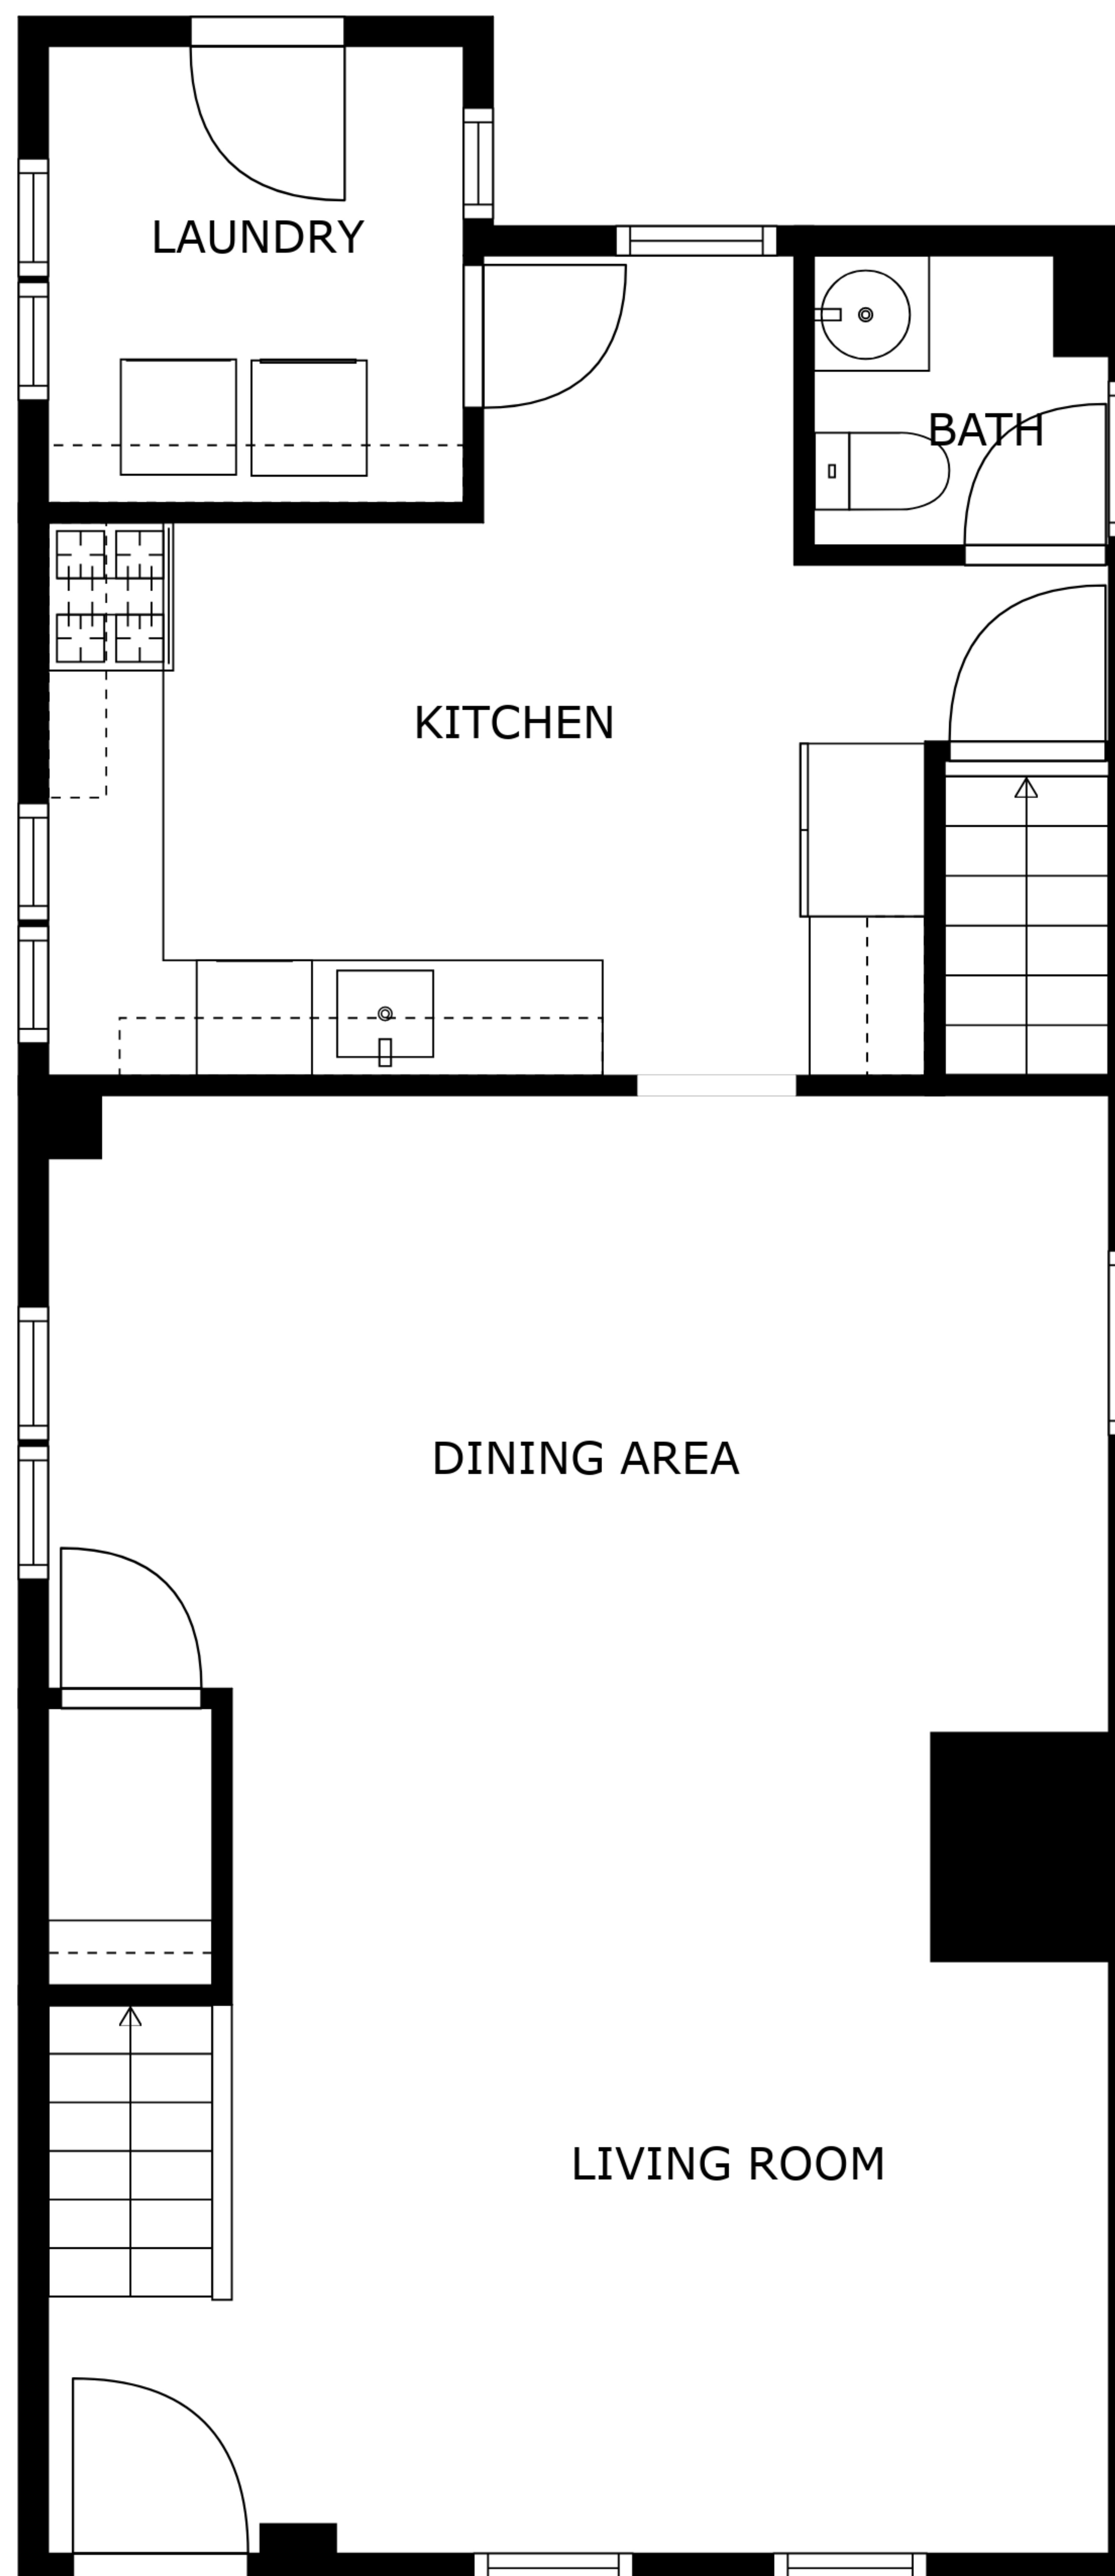 LAUNDRY
BATH
KITCHEN
DINING AREA
LIVING ROOM